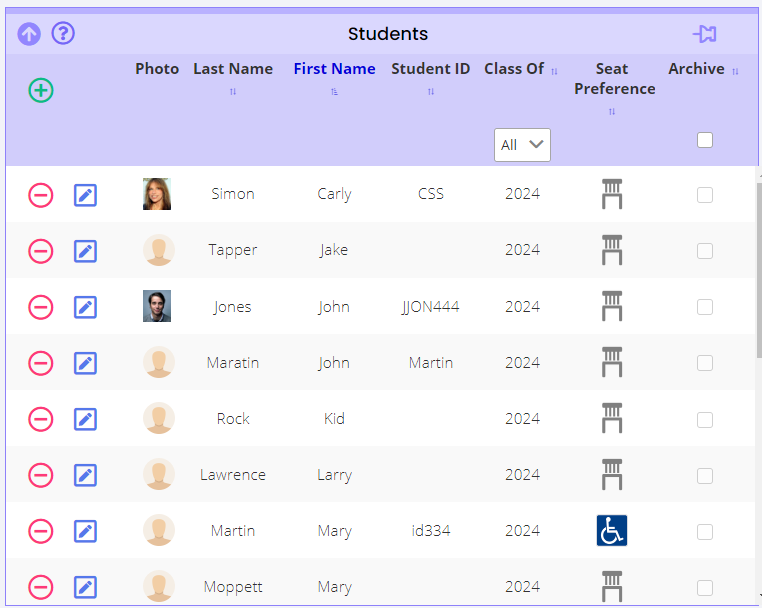 Students
Photo Last Name First Name Student ID Class Of Seat Preference Archive
All
Simon Carly CSS 2024
Tapper Jake 2024
Jones John JJON444 2024
Maratin John Martin 2024
Rock Kid 2024
Lawrence Larry 2024
Martin Mary id334 2024
Moppett Mary 2024